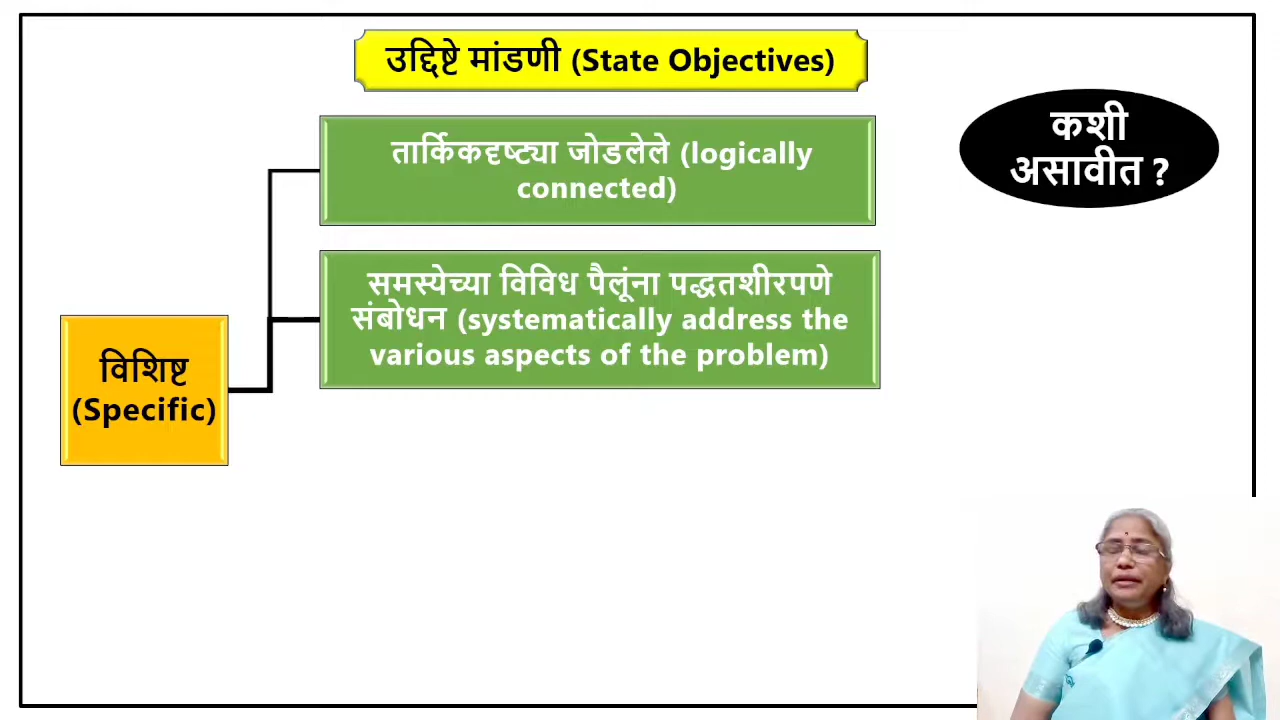 उद्दिष्टे मांडणी (State Objectives)
कशी
असावीत ?
तार्किकदृष्ट्या जोडलेले (logically
connected)
समस्येच्या विविध पैलूंना पद्धतशीरपणे
संबोधन (systematically address the
various aspects of the problem)
विशिष्ट
(Specific)